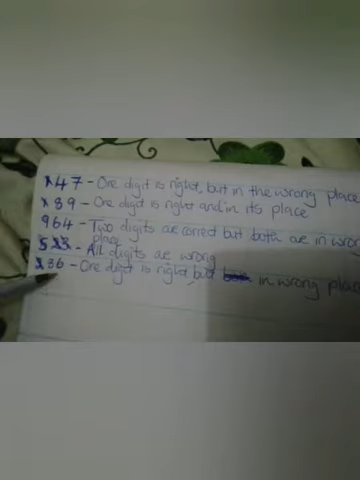 147 - One digit is right, but in the wrong place
189 - One digit is right and in its place
964 - Two digits are correct but both are in wrong
place
523 - All digits are wrong
286 - One digit is right, but in wrong place